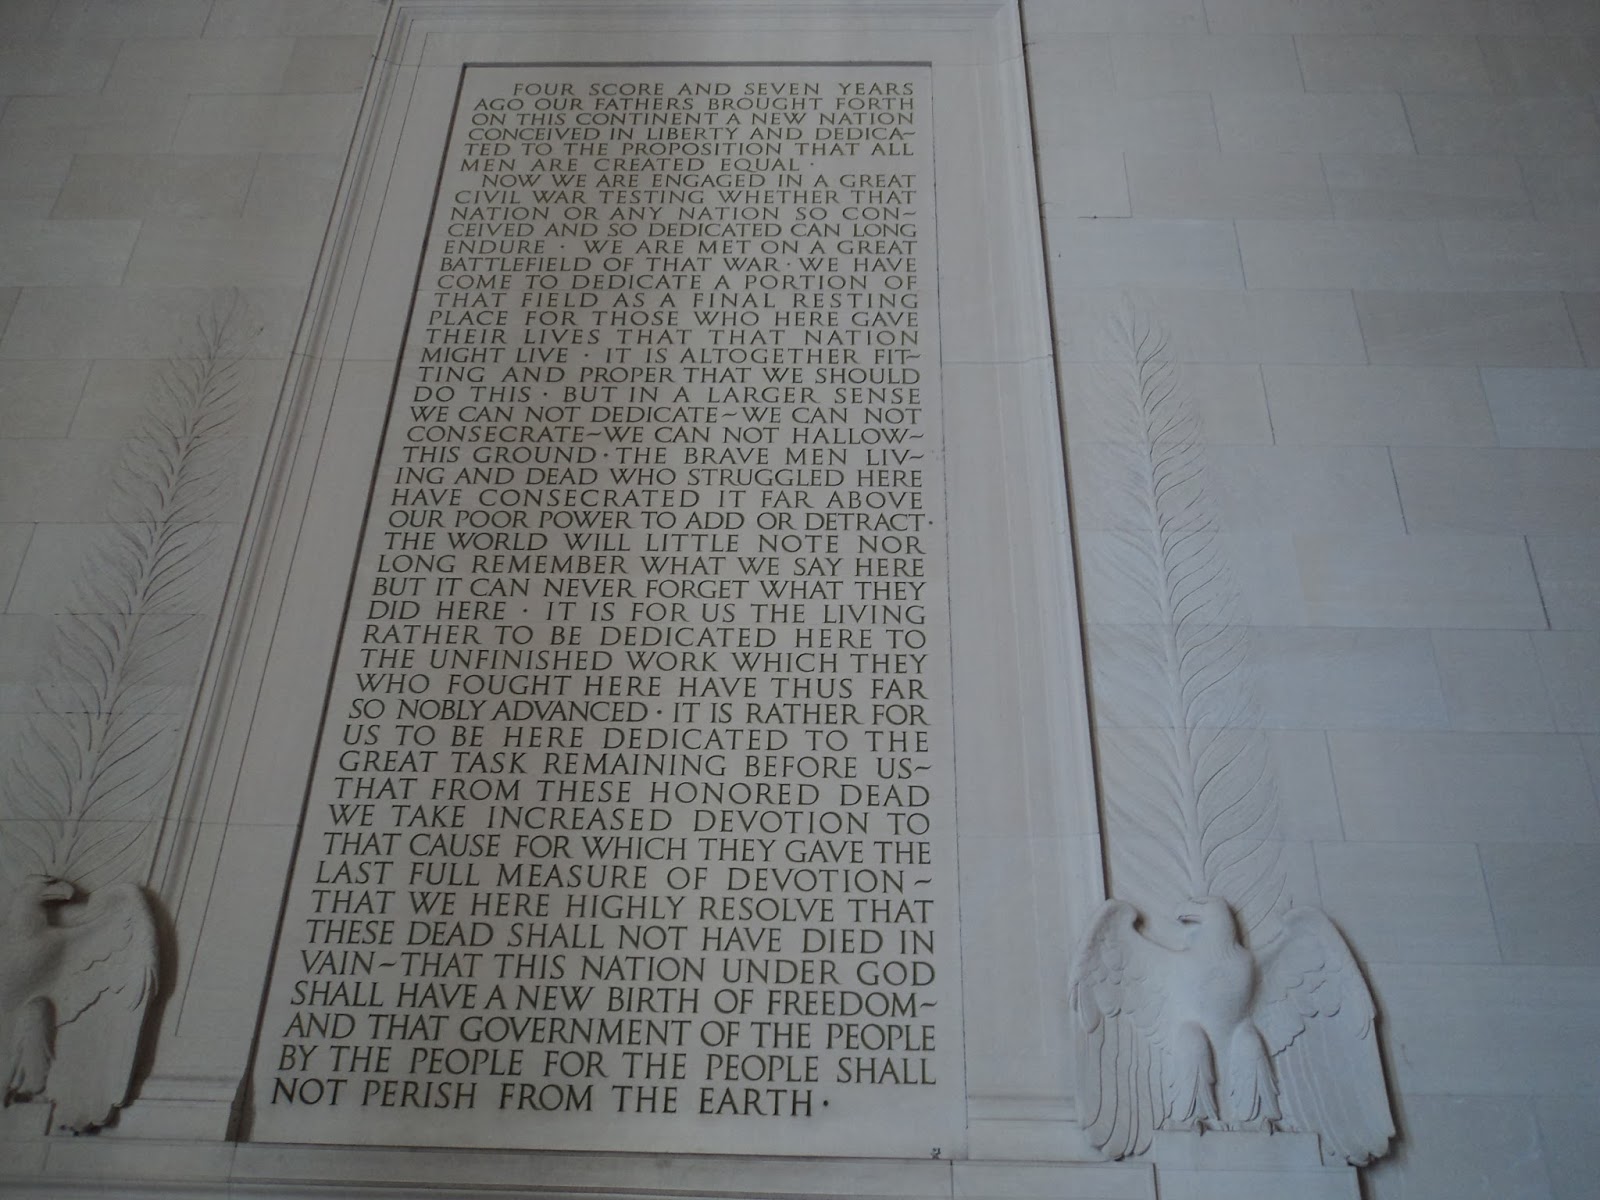 FOUR SCORE AND SEVEN YEARS
AGO OUR FATHERS BROUGHT FORTH
ON THIS CONTINENT A NEW NATION
CONCEIVED IN LIBERTY AND DEDICA~
TED TO THE PROPOSITION THAT ALL
MEN ARE CREATED EQUAL ·
NOW WE ARE ENGAGED IN A GREAT
CIVIL WAR TESTING WHETHER THAT
NATION OR ANY NATION SO CON~
CEIVED AND SO DEDICATED CAN LONG
ENDURE · WE ARE MET ON A GREAT
BATTLEFIELD OF THAT WAR · WE HAVE
COME TO DEDICATE A PORTION OF
THAT FIELD AS A FINAL RESTING
PLACE FOR THOSE WHO HERE GAVE
THEIR LIVES THAT THAT NATION
MIGHT LIVE · IT IS ALTOGETHER FIT~
TING AND PROPER THAT WE SHOULD
DO THIS · BUT IN A LARGER SENSE
WE CAN NOT DEDICATE~WE CAN NOT
CONSECRATE~WE CAN NOT HALLOW~
THIS GROUND · THE BRAVE MEN LIV~
ING AND DEAD WHO STRUGGLED HERE
HAVE CONSECRATED IT FAR ABOVE
OUR POOR POWER TO ADD OR DETRACT ·
THE WORLD WILL LITTLE NOTE NOR
LONG REMEMBER WHAT WE SAY HERE
BUT IT CAN NEVER FORGET WHAT THEY
DID HERE · IT IS FOR US THE LIVING
RATHER TO BE DEDICATED HERE TO
THE UNFINISHED WORK WHICH THEY
WHO FOUGHT HERE HAVE THUS FAR
SO NOBLY ADVANCED · IT IS RATHER FOR
US TO BE HERE DEDICATED TO THE
GREAT TASK REMAINING BEFORE US~
THAT FROM THESE HONORED DEAD
WE TAKE INCREASED DEVOTION TO
THAT CAUSE FOR WHICH THEY GAVE THE
LAST FULL MEASURE OF DEVOTION~
THAT WE HERE HIGHLY RESOLVE THAT
THESE DEAD SHALL NOT HAVE DIED IN
VAIN~THAT THIS NATION UNDER GOD
SHALL HAVE A NEW BIRTH OF FREEDOM~
AND THAT GOVERNMENT OF THE PEOPLE
BY THE PEOPLE FOR THE PEOPLE SHALL
NOT PERISH FROM THE EARTH ·